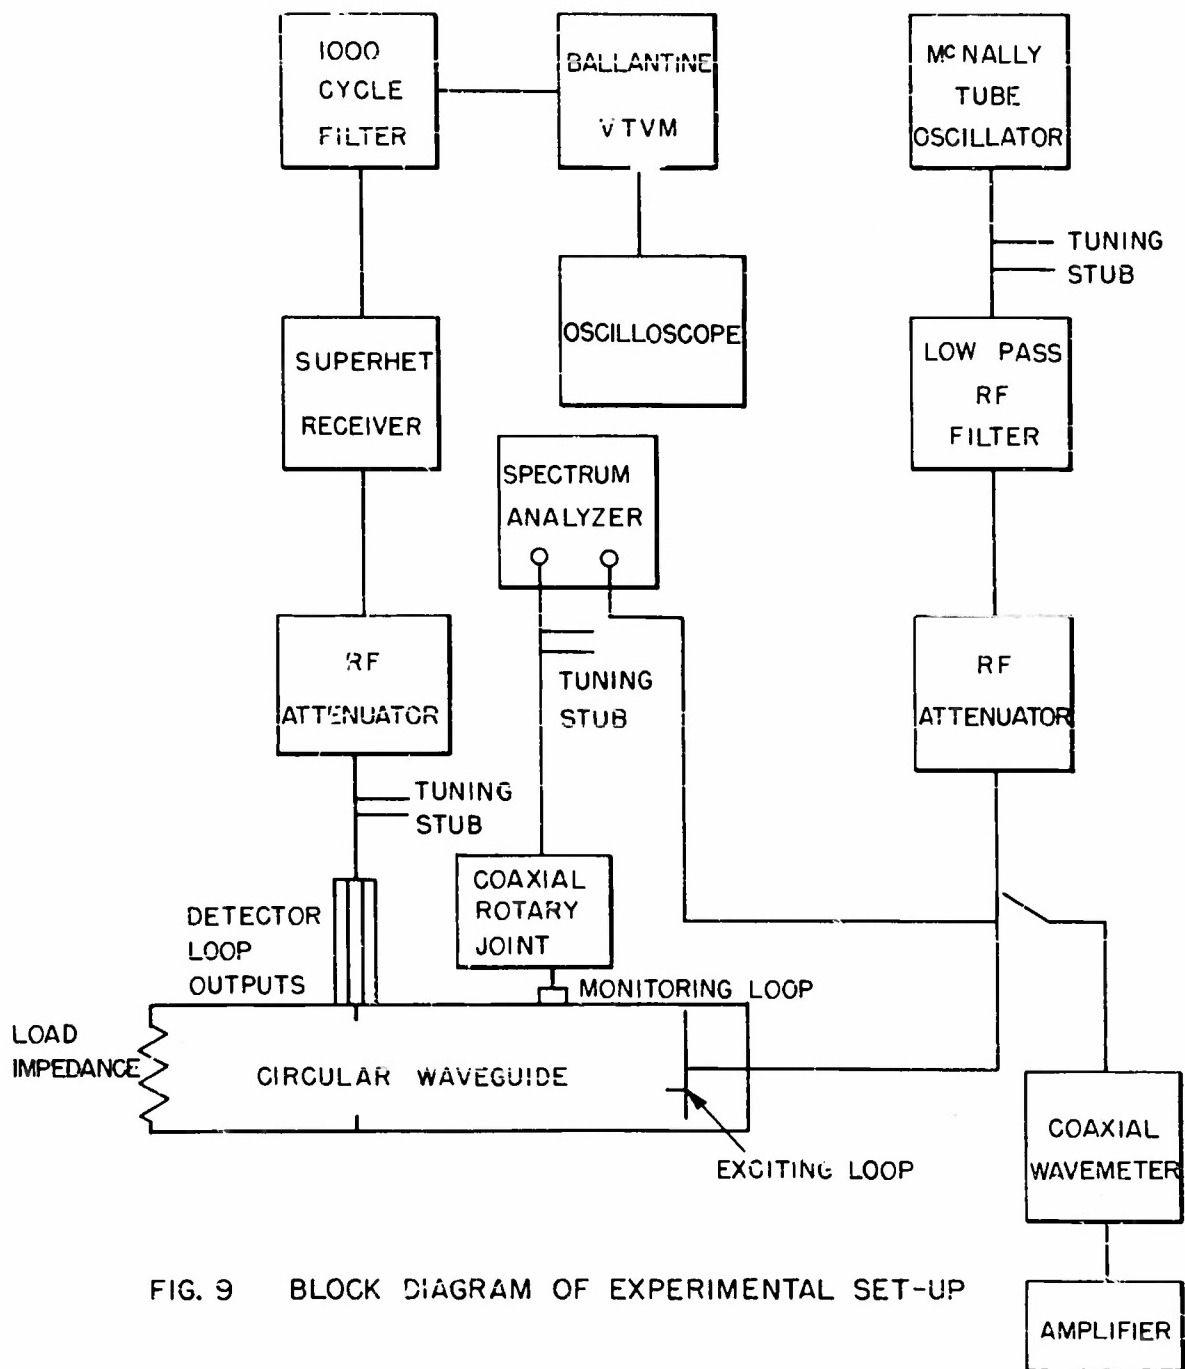 1000
CYCLE
FILTER
BALLANTINE
VTVM
McNALLY
TUBE
OSCILLATOR
TUNING
STUB
OSCILLOSCOPE
SUPERHET
RECEIVER
LOW PASS
RF
FILTER
SPECTRUM
ANALYZER
RF
ATTENUATOR
TUNING
STUB
RF
ATTENUATOR
TUNING
STUB
COAXIAL
ROTARY
JOINT
DETECTOR
LOOP
OUTPUTS
MONITORING LOOP
LOAD
IMPEDANCE
CIRCULAR WAVEGUIDE
EXCITING LOOP
COAXIAL
WAVEMETER
AMPLIFIER
FIG. 9 BLOCK DIAGRAM OF EXPERIMENTAL SET-UP